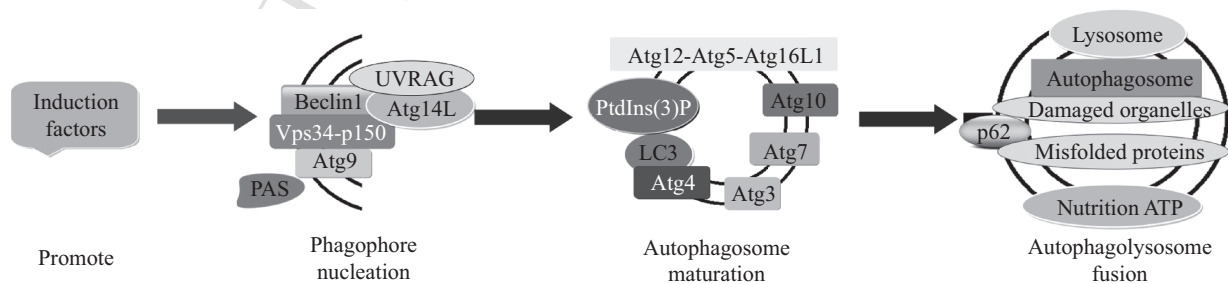 Induction
factors
Promote
UVRAG
Beclin1
Atg14L
Vps34-p150
Atg9
PAS
Phagophore
nucleation
Atg12-Atg5-Atg16L1
PtdIns(3)P
Atg10
LC3
Atg7
Atg4
Atg3
Autophagosome
maturation
Lysosome
Autophagosome
Damaged organelles
p62
Misfolded proteins
Nutrition ATP
Autophagolysosome
fusion